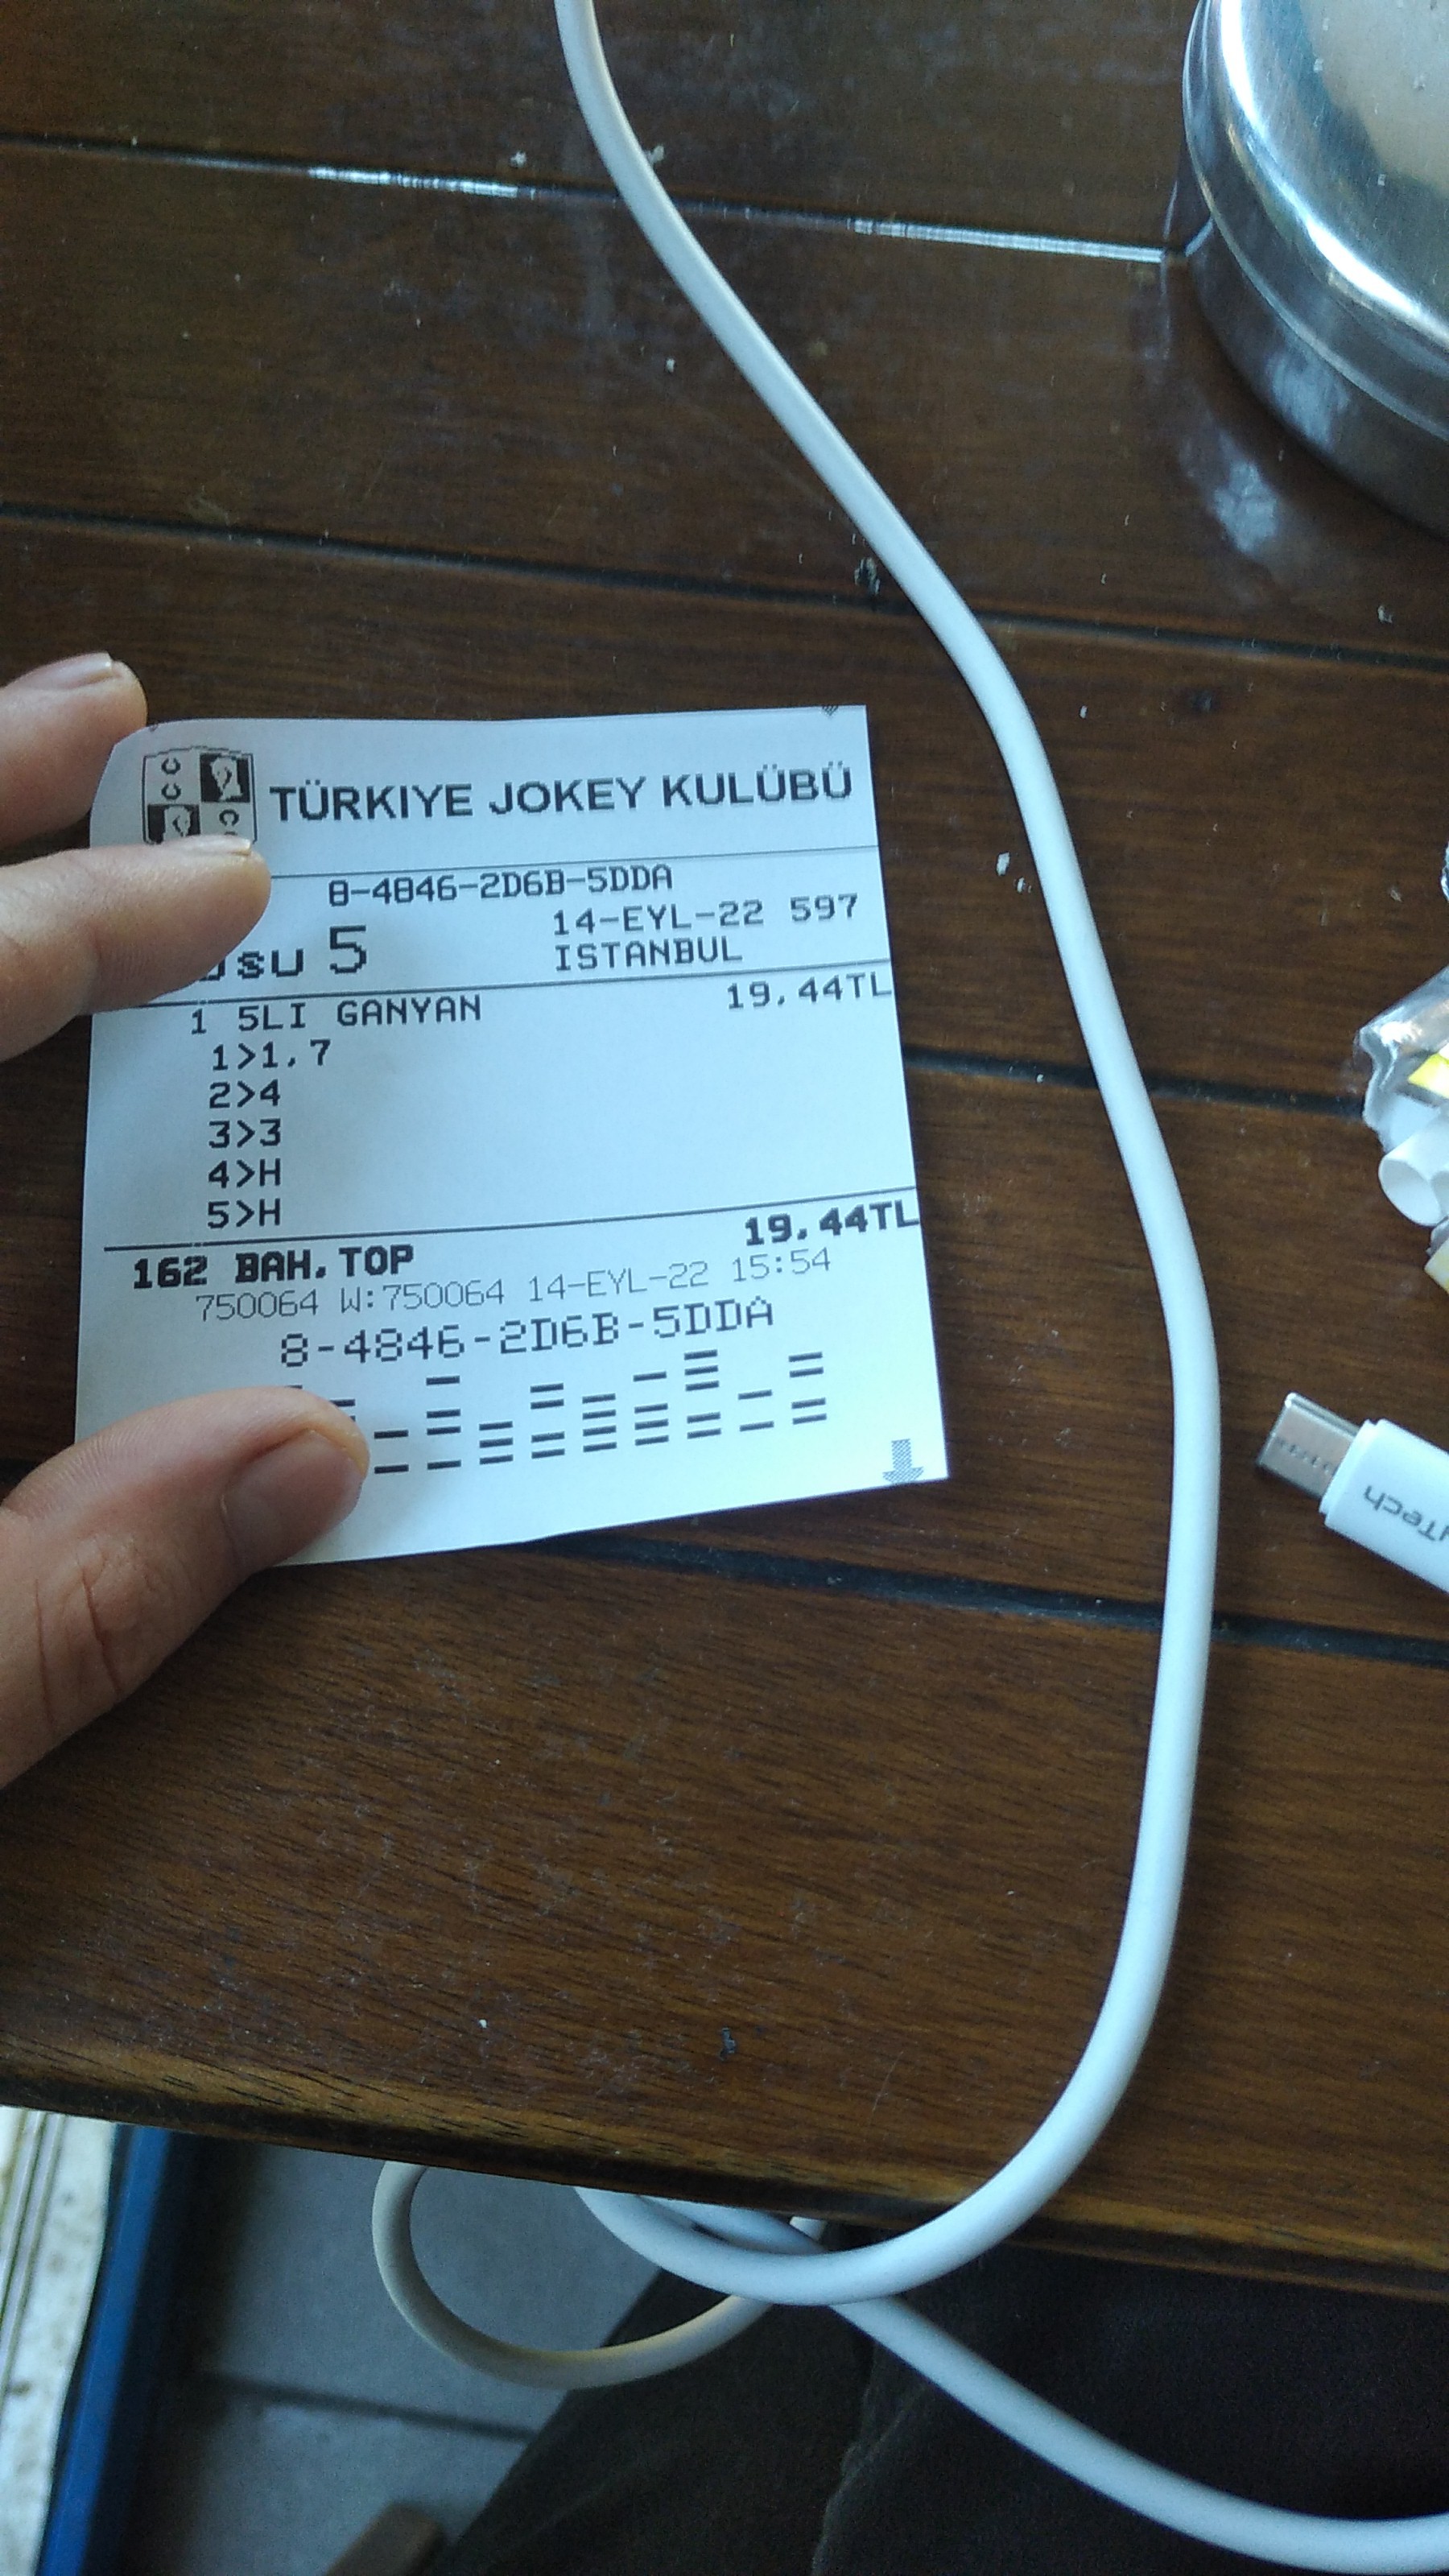 TÜRKIYE JOKEY KULÜBÜ
8-4846-2D6B-5DDA
14-EYL-22 597
5 ISTANBUL
1 5LI GANYAN 19,44TL
1>1,7
2>4
3>3
4>H
5>H
162 BAH.TOP 19,44TL
750064 W:750064 14-EYL-22 15:54
8-4846-2D6B-5DDA